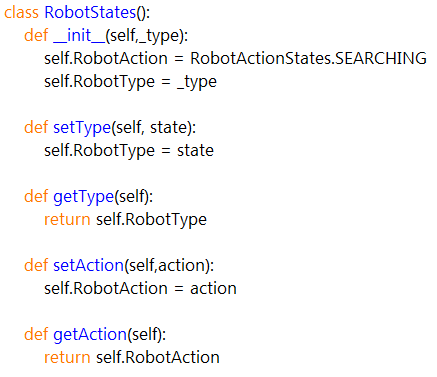 class RobotStates():
    def __init__(self,_type):
        self.RobotAction = RobotActionStates.SEARCHING
        self.RobotType = _type

    def setType(self, state):
        self.RobotType = state

    def getType(self):
        return self.RobotType

    def setAction(self,action):
        self.RobotAction = action

    def getAction(self):
        return self.RobotAction